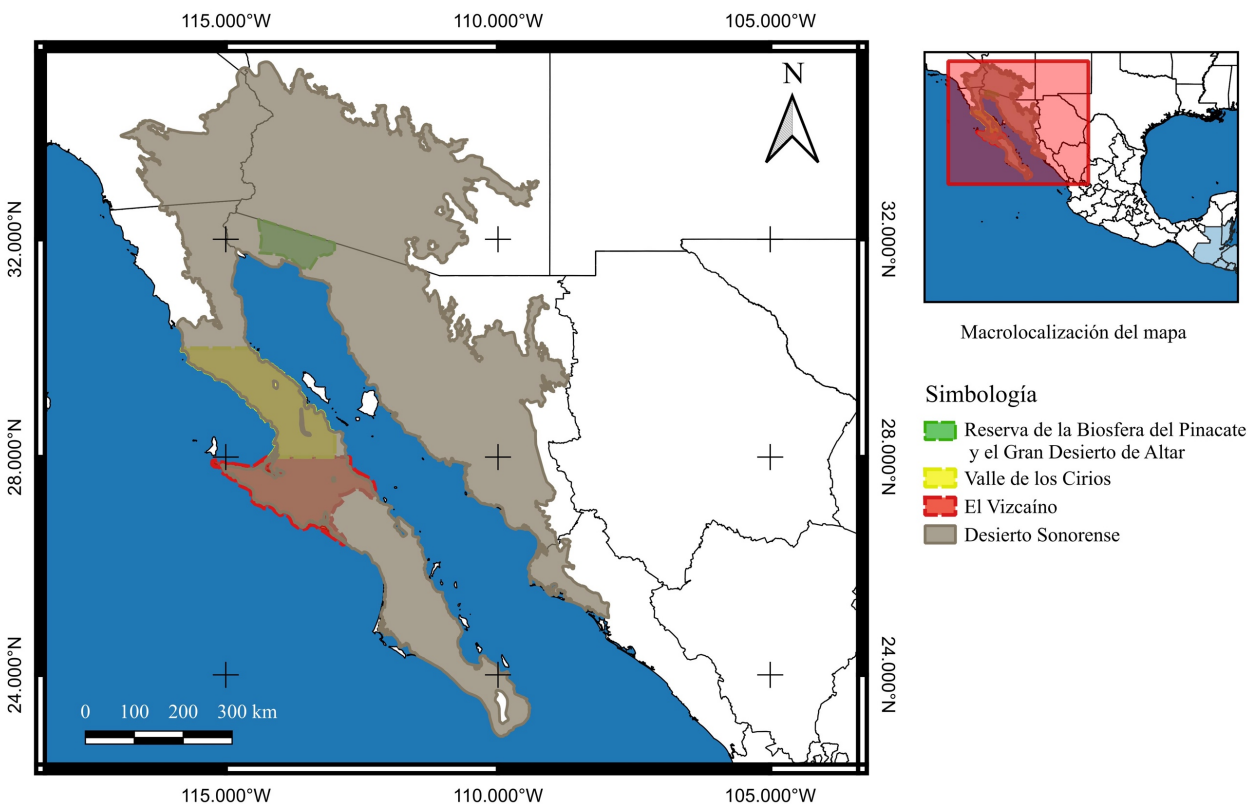 115.000°W 110.000°W 105.000°W
N
32.000°N 32.000°N
28.000°N 28.000°N
24.000°N 24.000°N
0 100 200 300 km
115.000°W 110.000°W 105.000°W
Macrolocalización del mapa
Simbología
Reserva de la Biosfera del Pinacate
y el Gran Desierto de Altar
Valle de los Cirios
El Vizcaíno
Desierto Sonorense